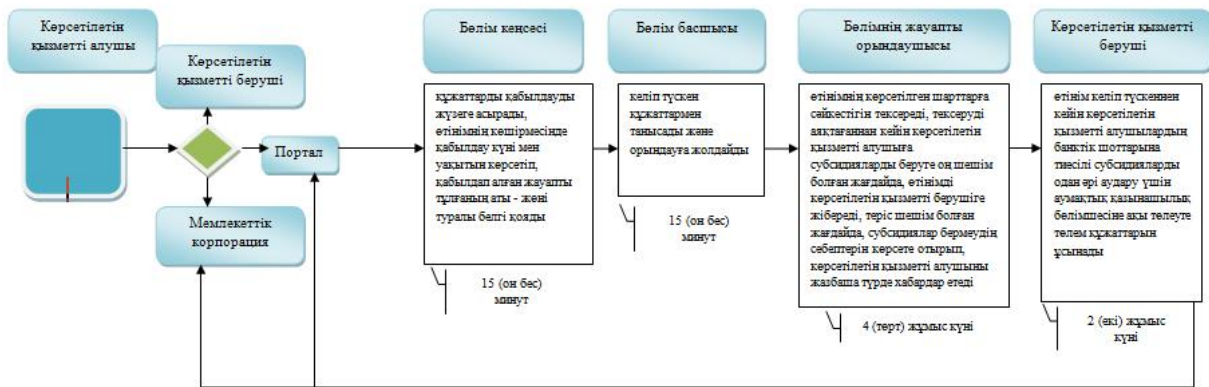 Көрсетілетін
қызметті алушы
Көрсетілетін
қызметті беруші
Портал
Мемлекеттік
корпорация
Бөлім кеңсесі
Бөлім басшысы
Бөлімнің жауапты
орындаушысы
Көрсетілетін қызметті
беруші
құжаттарды қабылдауды
жүзеге асырады,
өтінімнің көшірмесінде
қабылдау күні мен
уақытын көрсетіп,
қабылдап алған жауапты
тұлғаның аты - жөні
туралы белгі қояды
15 (он бес)
минут
келіп түскен
құжаттармен
танысады және
орындауға жолдайды
15 (он бес)
минут
өтінімнің көрсетілген шарттарға
сәйкестігін тексереді, тексеруді
аяқтағаннан кейін көрсетілетін
қызметті алушыға
субсидияларды беруге оң шешім
болған жағдайда, өтінімді
көрсетілетін қызметті берушіге
жібереді, теріс шешім болған
жағдайда, субсидиялар бермеудің
себептерін көрсете отырып,
көрсетілетін қызметті алушыны
жазбаша түрде хабардар етеді
4 (төрт) жұмыс күні
өтінім келіп түскеннен
кейін көрсетілетін
қызметті алушылардың
банктік шоттарына
тиесілі субсидияларды
одан әрі аудару үшін
аумақтық қазынашылық
бөлімшесіне ақы төлеуге
төлем құжаттарын
ұсынады
2 (екі) жұмыс
күні